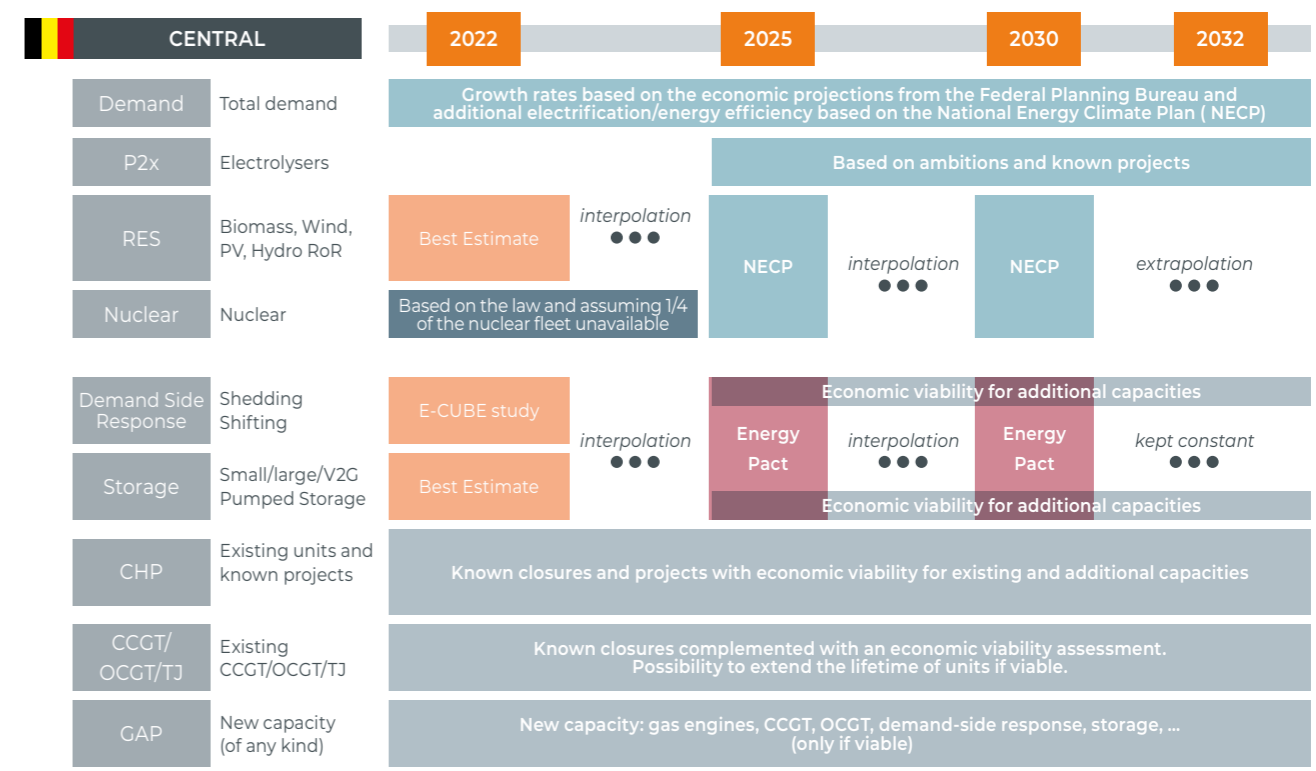 CENTRAL
2022
2025
2030
2032
Demand
Total demand
Growth rates based on the economic projections from the Federal Planning Bureau and
additional electrification/energy efficiency based on the National Energy Climate Plan ( NECP)
P2x
Electrolysers
Based on ambitions and known projects
RES
Biomass, Wind,
PV, Hydro RoR
Best Estimate
interpolation
NECP
interpolation
NECP
extrapolation
Nuclear
Nuclear
Based on the law and assuming 1/4
of the nuclear fleet unavailable
Demand Side
Response
Shedding
Shifting
E-CUBE study
interpolation
Economic viability for additional capacities
Energy
Pact
interpolation
Energy
Pact
kept constant
Storage
Small/large/V2G
Pumped Storage
Best Estimate
Economic viability for additional capacities
CHP
Existing units and
known projects
Known closures and projects with economic viability for existing and additional capacities
CCGT/
OCGT/TJ
Existing
CCGT/OCGT/TJ
Known closures complemented with an economic viability assessment.
Possibility to extend the lifetime of units if viable.
GAP
New capacity
(of any kind)
New capacity: gas engines, CCGT, OCGT, demand-side response, storage, ...
(only if viable)